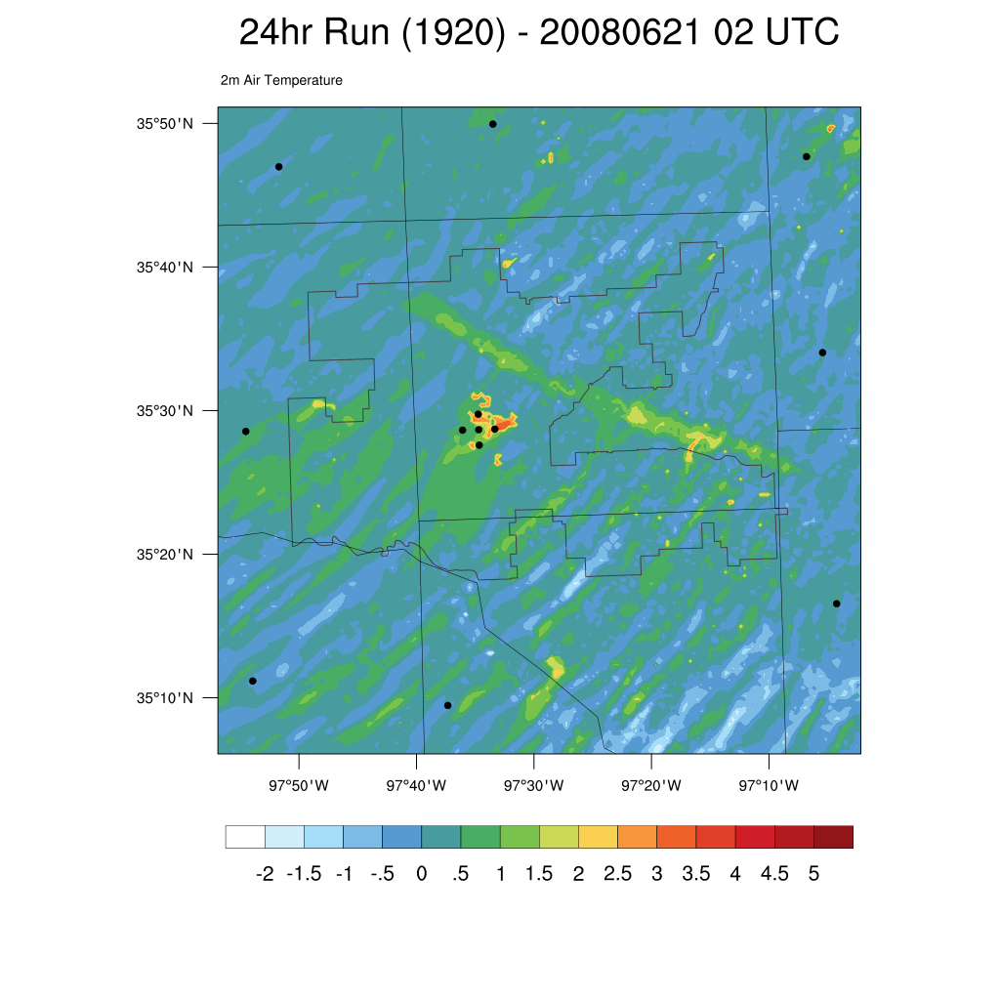 24hr Run (1920) - 20080621 02 UTC
2m Air Temperature
35°50'N
35°40'N
35°30'N
35°20'N
35°10'N
97°50'W 97°40'W 97°30'W 97°20'W 97°10'W
-2 -1.5 -1 -.5 0 .5 1 1.5 2 2.5 3 3.5 4 4.5 5